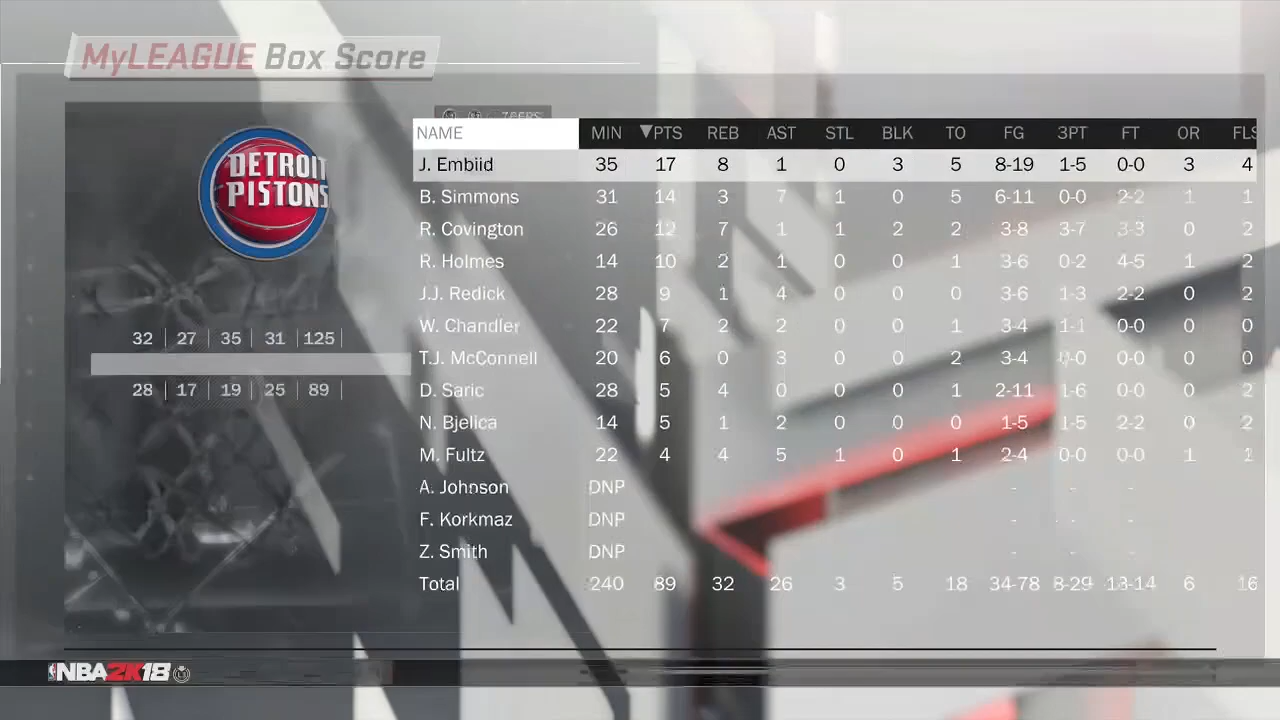 MyLEAGUE Box Score
76ERS
DETROIT
PISTONS
32 | 27 | 35 | 31 | 125 |
28 | 17 | 19 | 25 | 89 |
NAME MIN ▼PTS REB AST STL BLK TO FG 3PT FT OR FLS
J. Embiid 35 17 8 1 0 3 5 8-19 1-5 0-0 3 4
B. Simmons 31 14 3 7 1 0 5 6-11 0-0 2-2 1 1
R. Covington 26 12 7 1 1 2 2 3-8 3-7 3-3 0 2
R. Holmes 14 10 2 1 0 0 1 3-6 0-2 4-5 1 2
J.J. Redick 28 9 1 4 0 0 0 3-6 1-3 2-2 0 2
W. Chandler 22 7 2 2 0 0 1 3-4 1-1 0-0 0 0
T.J. McConnell 20 6 0 3 0 0 2 3-4 0-0 0-0 0 0
D. Saric 28 5 4 0 0 0 1 2-11 1-6 0-0 0 2
N. Bjelica 14 5 1 2 0 0 0 1-5 1-5 2-2 0 2
M. Fultz 22 4 4 5 1 0 1 2-4 0-0 0-0 1 1
A. Johnson DNP - - -
F. Korkmaz DNP - - -
Z. Smith DNP - - -
Total 240 89 32 26 3 5 18 34-78 8-29 13-14 6 16
NBA2K18